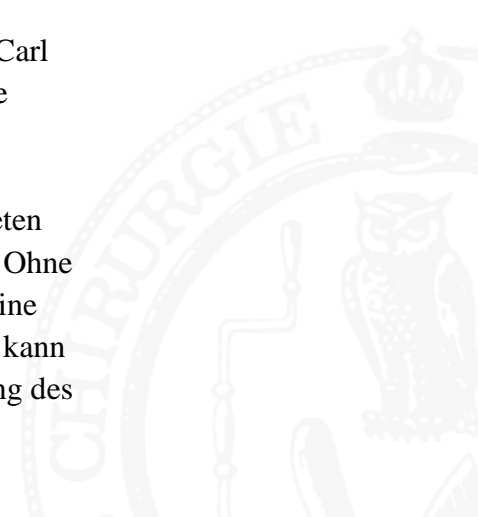 Carl
e
eten
Ohne
ine
kann
ng des
CHIRURGIE